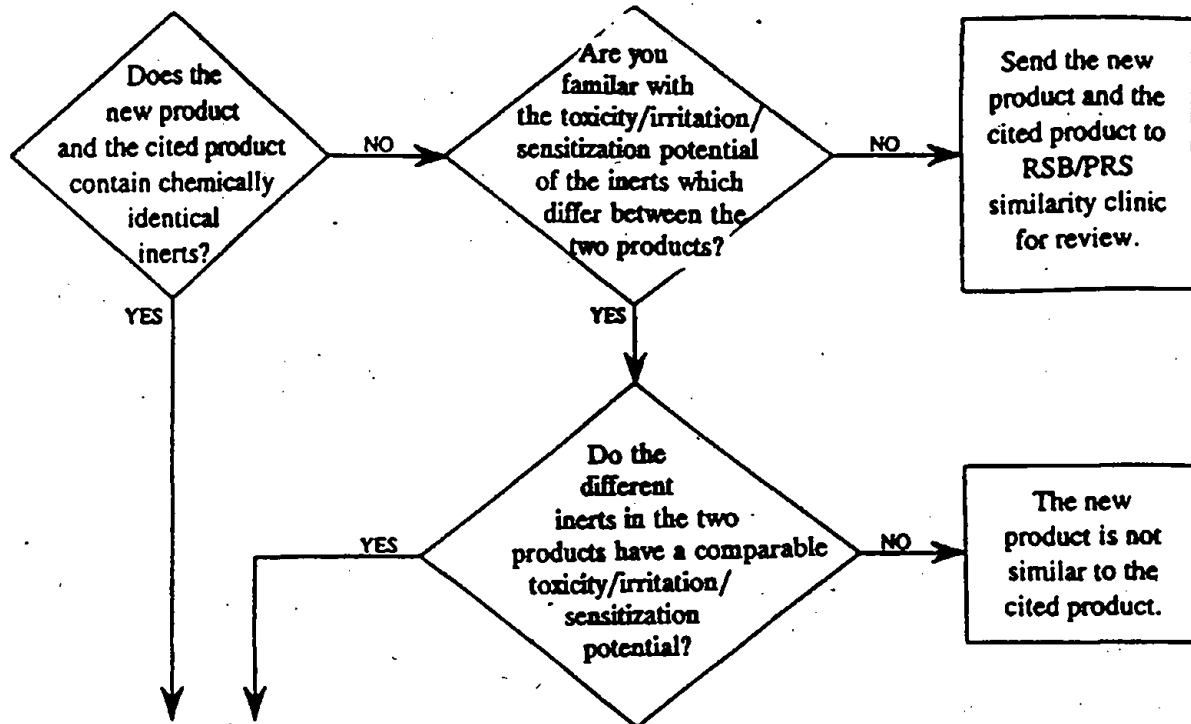 Does the
new product
and the cited product
contain chemically
identical
inerts?
NO
Are you
familar with
the toxicity/irritation/
sensitization potential
of the inerts which
differ between the
two products?
NO
Send the new
product and the
cited product to
RSB/PRS
similarity clinic
for review.
YES
YES
Do the
different
inerts in the two
products have a comparable
toxicity/irritation/
sensitization
potential?
YES
NO
The new
product is not
similar to the
cited product.